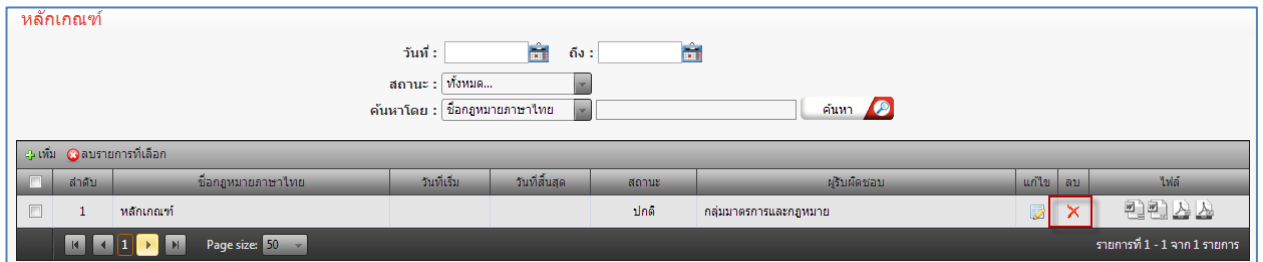 หลักเกณฑ์
วันที่ : ถึง :
สถานะ : ทั้งหมด...
ค้นหาโดย : ชื่อกฎหมายภาษาไทย ค้นหา
เพิ่ม ลบรายการที่เลือก
ลำดับ ชื่อกฎหมายภาษาไทย วันที่เริ่ม วันที่สิ้นสุด สถานะ ผู้รับผิดชอบ แก้ไข ลบ ไฟล์
1 หลักเกณฑ์ ปกติ กลุ่มมาตรการและกฎหมาย
1 Page size: 50 รายการที่ 1 - 1 จาก 1 รายการ